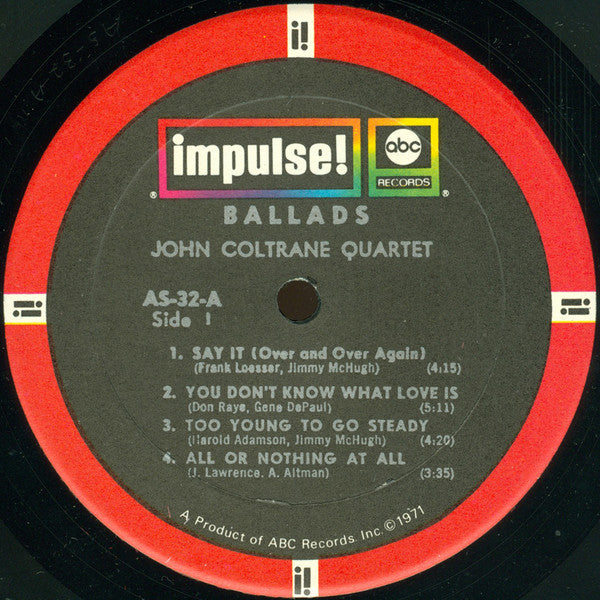 impulse!
abc
RECORDS
®
®
BALLADS
JOHN COLTRANE QUARTET
AS-32-A
Side 1
1. SAY IT (Over and Over Again)
(Frank Loesser, Jimmy McHugh) (4:15)
2. YOU DON'T KNOW WHAT LOVE IS
(Don Raye, Gene DePaul) (5:11)
3. TOO YOUNG TO GO STEADY
(Harold Adamson, Jimmy McHugh) (4:20)
4. ALL OR NOTHING AT ALL
(J. Lawrence. A. Altman) (3:35)
A Product of ABC Records. Inc. © 1971
i!
i!
i!
i!
AS-32-A